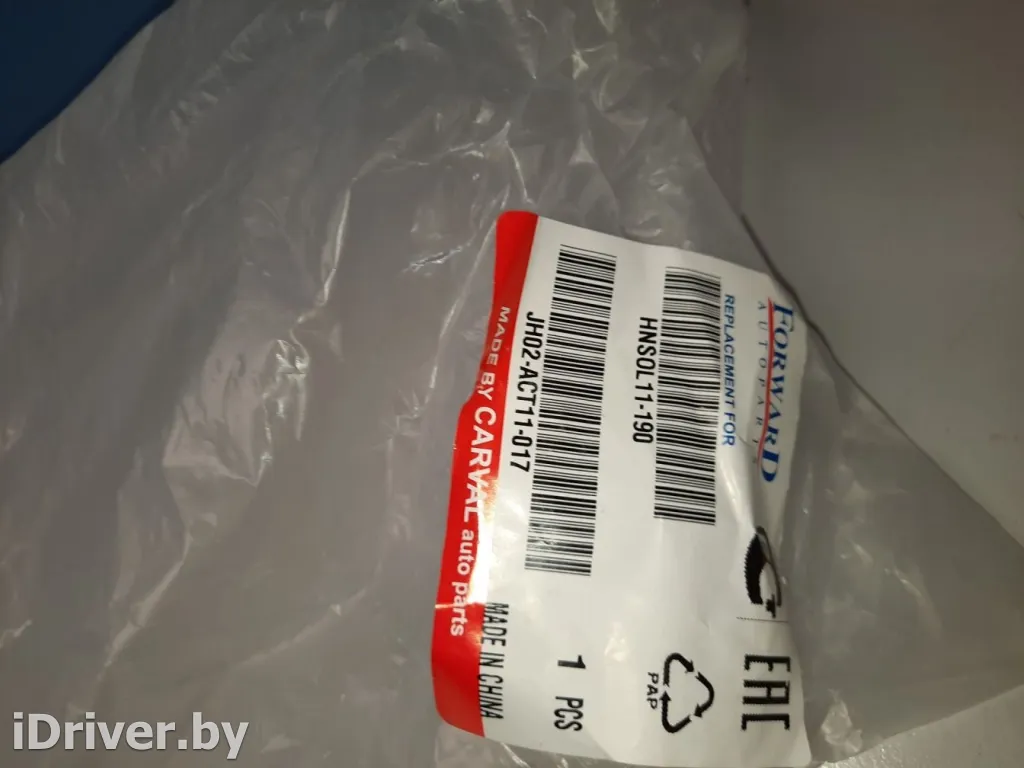 FORWARD
AUTOPARTS
REPLACEMENT FOR
HNSOL11-190
JH02-ACT11-017
MADE BY CARVAL auto parts
EAC
PAP
1 PCS
MADE IN CHINA
iDriver.by